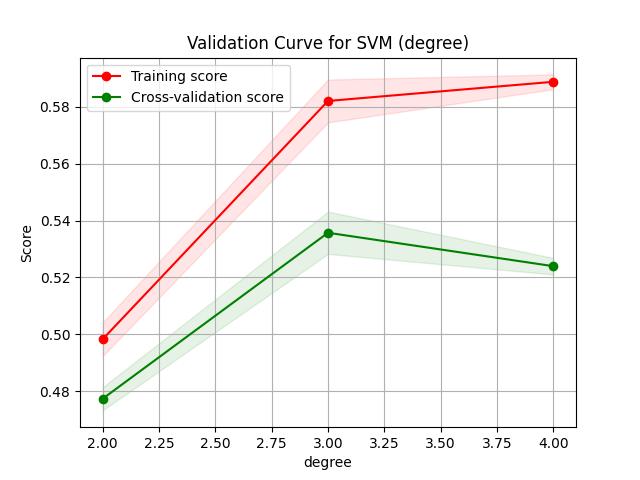 Validation Curve for SVM (degree)
Training score
Cross-validation score
Score
0.58
0.56
0.54
0.52
0.50
0.48
2.00 2.25 2.50 2.75 3.00 3.25 3.50 3.75 4.00
degree